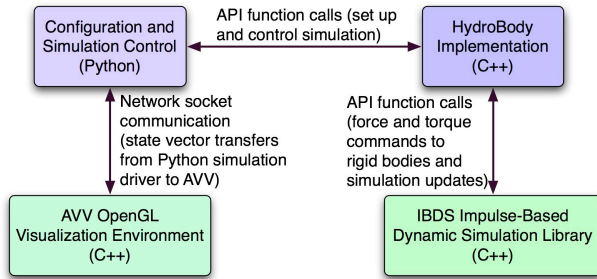 Configuration and
Simulation Control
(Python)
API function calls (set up
and control simulation)
HydroBody
Implementation
(C++)
Network socket
communication
(state vector transfers
from Python simulation
driver to AVV)
API function calls
(force and torque
commands to
rigid bodies and
simulation updates)
AVV OpenGL
Visualization Environment
(C++)
IBDS Impulse-Based
Dynamic Simulation Library
(C++)